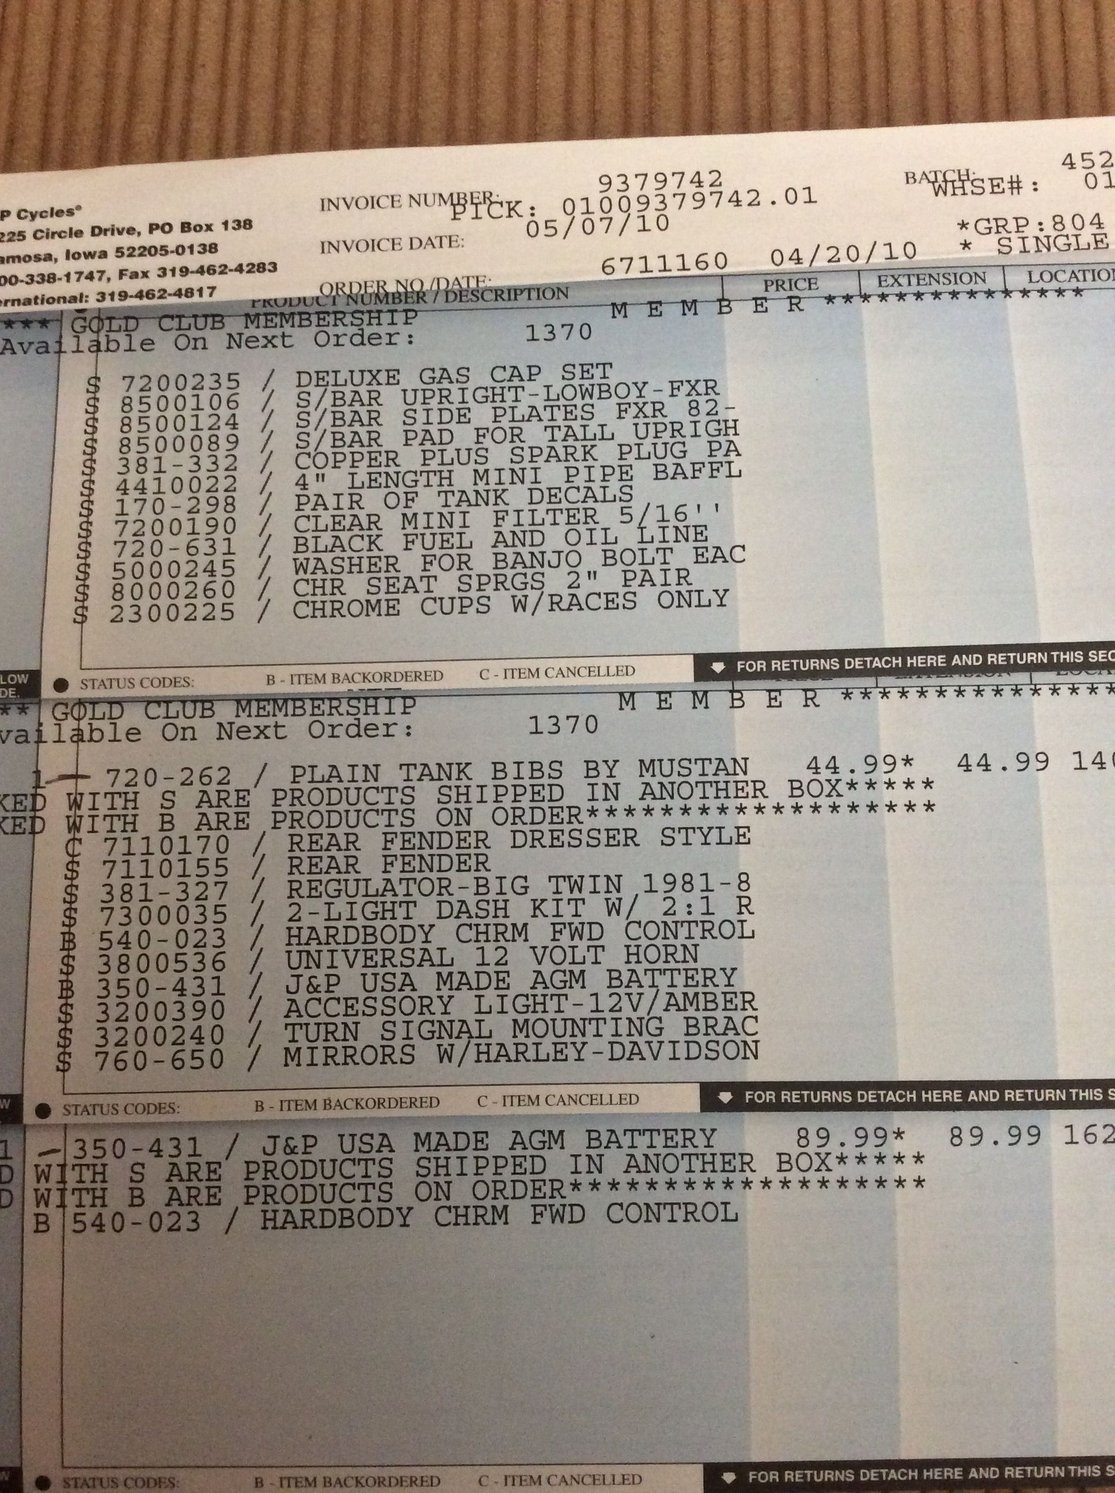 P Cycles®
225 Circle Drive, PO Box 138
amosa, Iowa 52205-0138
00-338-1747, Fax 319-462-4283
ernational: 319-462-4817
INVOICE NUMBER: 9379742
PICK: 01009379742.01
INVOICE DATE: 05/07/10
ORDER NO./DATE: 6711160 04/20/10
BATCH: 452
WHSE#: 01
*GRP:804
* SINGLE
PRODUCT NUMBER / DESCRIPTION PRICE EXTENSION LOCATION
*** GOLD CLUB MEMBERSHIP M E M B E R **************
Available On Next Order: 1370
S 7200235 / DELUXE GAS CAP SET
S 8500106 / S/BAR UPRIGHT-LOWBOY-FXR
S 8500124 / S/BAR SIDE PLATES FXR 82-
S 8500089 / S/BAR PAD FOR TALL UPRIGH
S 381-332 / COPPER PLUS SPARK PLUG PA
S 4410022 / 4" LENGTH MINI PIPE BAFFL
S 170-298 / PAIR OF TANK DECALS
S 7200190 / CLEAR MINI FILTER 5/16''
S 720-631 / BLACK FUEL AND OIL LINE
S 5000245 / WASHER FOR BANJO BOLT EAC
S 8000260 / CHR SEAT SPRGS 2" PAIR
S 2300225 / CHROME CUPS W/RACES ONLY
LOW
DE.
STATUS CODES: B - ITEM BACKORDERED C - ITEM CANCELLED FOR RETURNS DETACH HERE AND RETURN THIS SEC
** GOLD CLUB MEMBERSHIP M E M B E R ***************
vailable On Next Order: 1370
1 720-262 / PLAIN TANK BIBS BY MUSTAN 44.99* 44.99 140
KED WITH S ARE PRODUCTS SHIPPED IN ANOTHER BOX*****
KED WITH B ARE PRODUCTS ON ORDER*******************
C 7110170 / REAR FENDER DRESSER STYLE
S 7110155 / REAR FENDER
S 381-327 / REGULATOR-BIG TWIN 1981-8
S 7300035 / 2-LIGHT DASH KIT W/ 2:1 R
B 540-023 / HARDBODY CHRM FWD CONTROL
S 3800536 / UNIVERSAL 12 VOLT HORN
B 350-431 / J&P USA MADE AGM BATTERY
S 3200390 / ACCESSORY LIGHT-12V/AMBER
S 3200240 / TURN SIGNAL MOUNTING BRAC
S 760-650 / MIRRORS W/HARLEY-DAVIDSON
W STATUS CODES: B - ITEM BACKORDERED C - ITEM CANCELLED FOR RETURNS DETACH HERE AND RETURN THIS S
1 350-431 / J&P USA MADE AGM BATTERY 89.99* 89.99 162
D WITH S ARE PRODUCTS SHIPPED IN ANOTHER BOX*****
D WITH B ARE PRODUCTS ON ORDER*******************
B 540-023 / HARDBODY CHRM FWD CONTROL
W STATUS CODES: B - ITEM BACKORDERED C - ITEM CANCELLED FOR RETURNS DETACH HERE AND RETURN THIS S